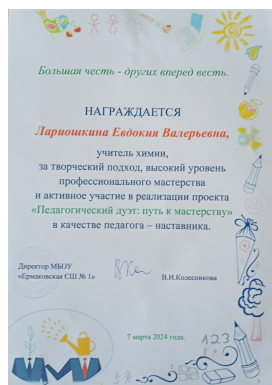 Большая честь - других вперед весть.
НАГРАЖДАЕТСЯ
Лариошкина Евдокия Валерьевна,
учитель химии,
за творческий подход, высокий уровень
профессионального мастерства
и активное участие в реализации проекта
«Педагогический дуэт: путь к мастерству»
в качестве педагога – наставника.
Директор МБОУ
«Ермаковская СШ № 1»
В.И.Колесникова
7 марта 2024 года.
123